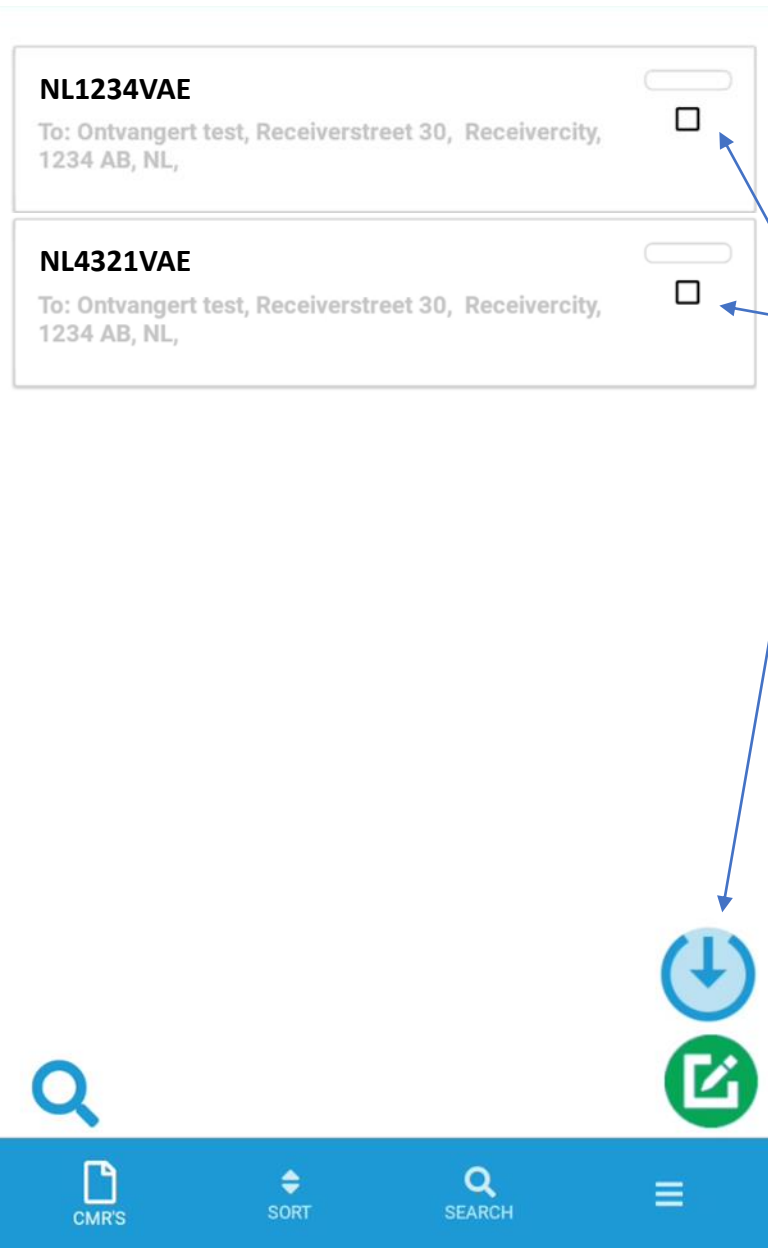 NL1234VAE
To: Ontvangert test, Receiverstreet 30, Receivercity,
1234 AB, NL,
NL4321VAE
To: Ontvangert test, Receiverstreet 30, Receivercity,
1234 AB, NL,
CMR'S
SORT
SEARCH